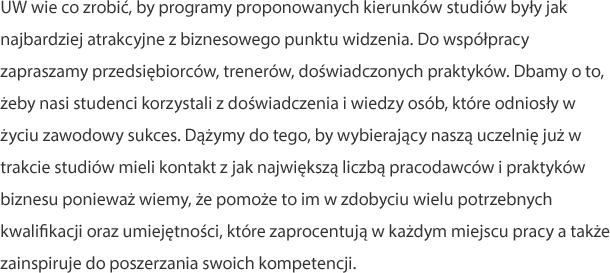 UW wie co zrobić, by programy proponowanych kierunków studiów były jak
najbardziej atrakcyjne z biznesowego punktu widzenia. Do współpracy
zapraszamy przedsiębiorców, trenerów, doświadczonych praktyków. Dbamy o to,
żeby nasi studenci korzystali z doświadczenia i wiedzy osób, które odniosły w
życiu zawodowy sukces. Dążymy do tego, by wybierający naszą uczelnię już w
trakcie studiów mieli kontakt z jak największą liczbą pracodawców i praktyków
biznesu ponieważ wiemy, że pomoże to im w zdobyciu wielu potrzebnych
kwalifikacji oraz umiejętności, które zaprocentują w każdym miejscu pracy a także
zainspiruje do poszerzania swoich kompetencji.